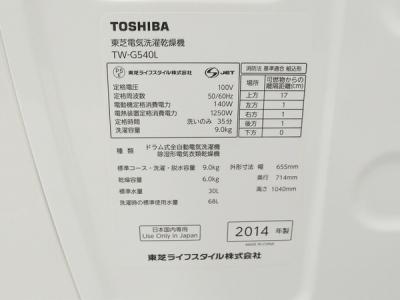 TOSHIBA
東芝電気洗濯乾燥機
TW-G540L
PS E 東芝ライフスタイル株式会社 S JET
定格電圧 100V
定格周波数 50/60Hz
電動機定格消費電力 140W
電熱装置定格消費電力 1250W
定格時間 洗いのみ 35分
洗濯容量 9.0kg
消防法 基準適合 組込形
場所 可燃物からの離隔距離(cm)
上方 17
左方 1
右方 1
後方 1
下方 0
種類 ドラム式全自動電気洗濯機
除湿形電気衣類乾燥機
標準コース・洗濯・脱水容量 9.0kg
乾燥容量 6.0kg
標準水量 30L
洗濯時の標準使用水量 68L
外形寸法 幅 655mm
奥行 714mm
高さ 1040mm
日本国内専用
Use Only in Japan
2014 年製
MADE IN CHINA
東芝ライフスタイル株式会社